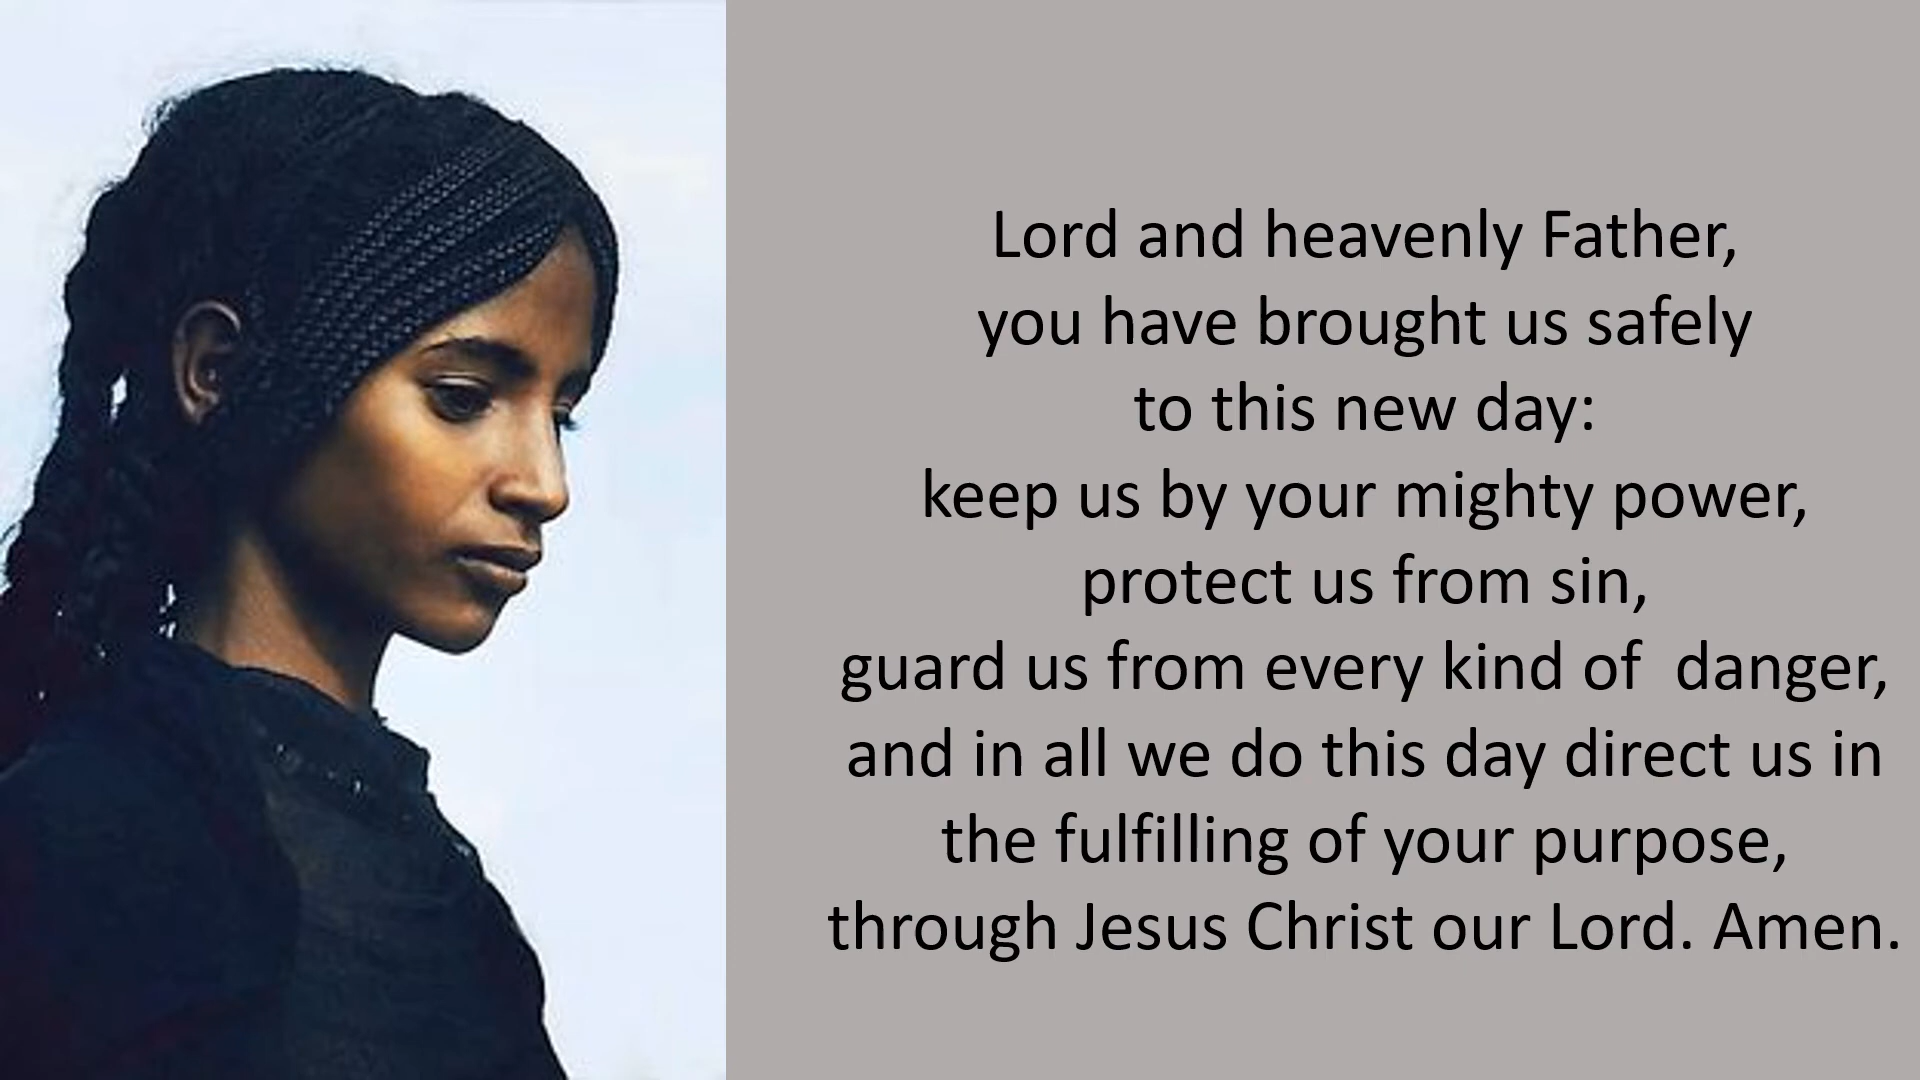 Lord and heavenly Father,
you have brought us safely
to this new day:
keep us by your mighty power,
protect us from sin,
guard us from every kind of  danger,
and in all we do this day direct us in
the fulfilling of your purpose,
through Jesus Christ our Lord. Amen.